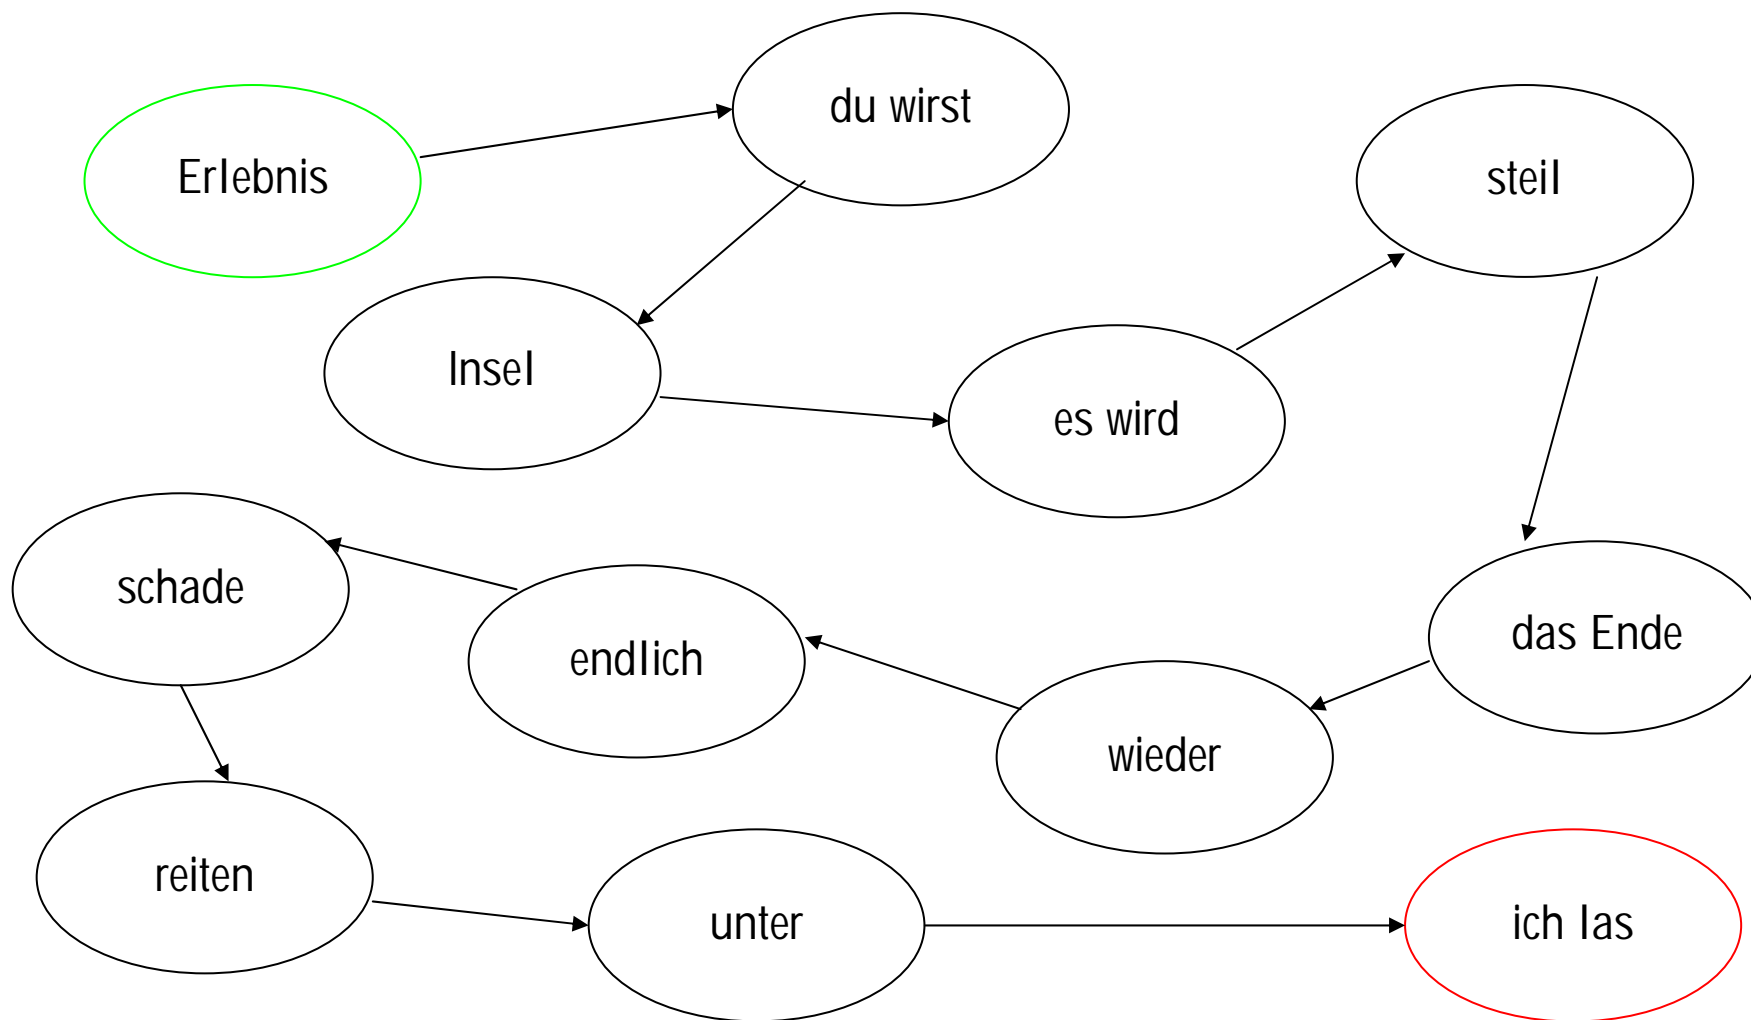 Erlebnis
du wirst
Insel
es wird
steil
das Ende
wieder
endlich
schade
reiten
unter
ich las